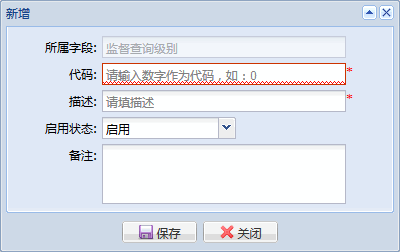 新增
所属字段: 监督查询级别
代码: 请输入数字作为代码，如：0 *
描述: 请填描述 *
启用状态: 启用
备注:
保存 关闭